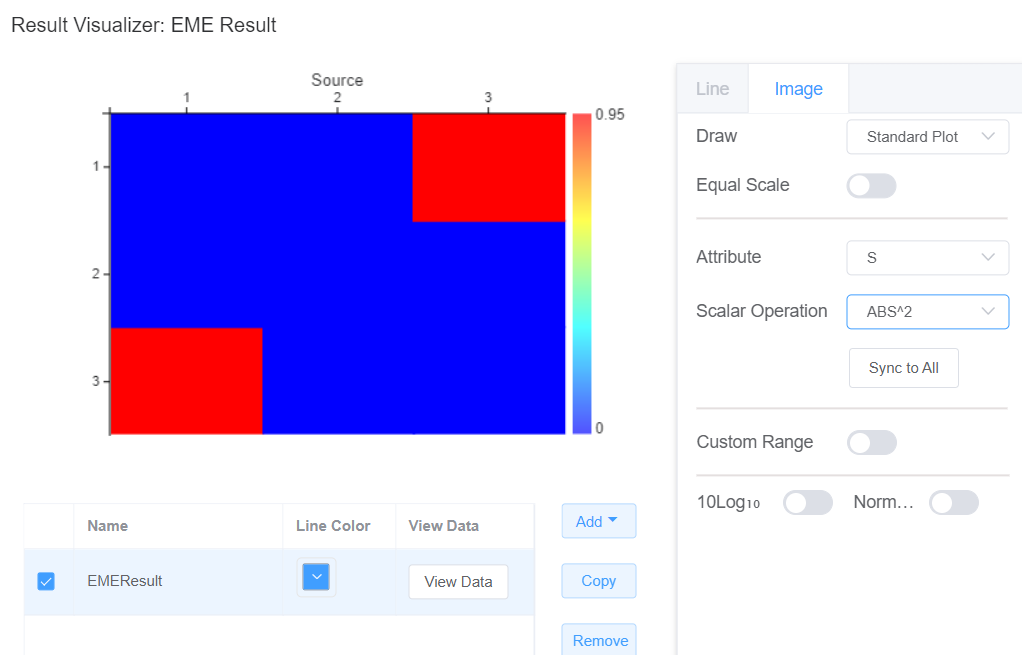 Result Visualizer: EME Result
Source
1 2 3
1
2
3
0.95
0
Line Image
Draw Standard Plot
Equal Scale
Attribute S
Scalar Operation ABS^2
Sync to All
Custom Range
10Log₁₀ Norm…
Name Line Color View Data
EMEResult View Data
Add
Copy
Remove